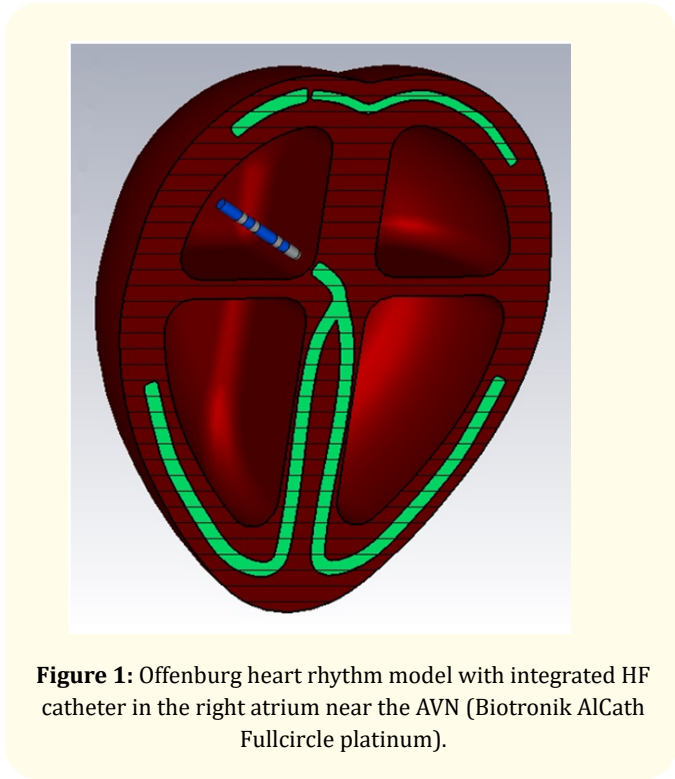 Figure 1: Offenburg heart rhythm model with integrated HF
catheter in the right atrium near the AVN (Biotronik AlCath
Fullcircle platinum).